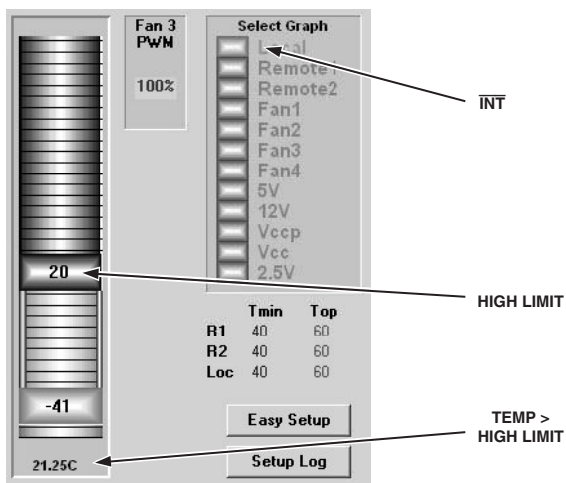 Fan 3
PWM
100%
Select Graph
Local
Remote1
Remote2
Fan1
Fan2
Fan3
Fan4
5V
12V
Vccp
Vcc
2.5V
INT
20
HIGH LIMIT
Tmin Top
R1 40 60
R2 40 60
Loc 40 60
-41
Easy Setup
TEMP >
HIGH LIMIT
21.25C
Setup Log